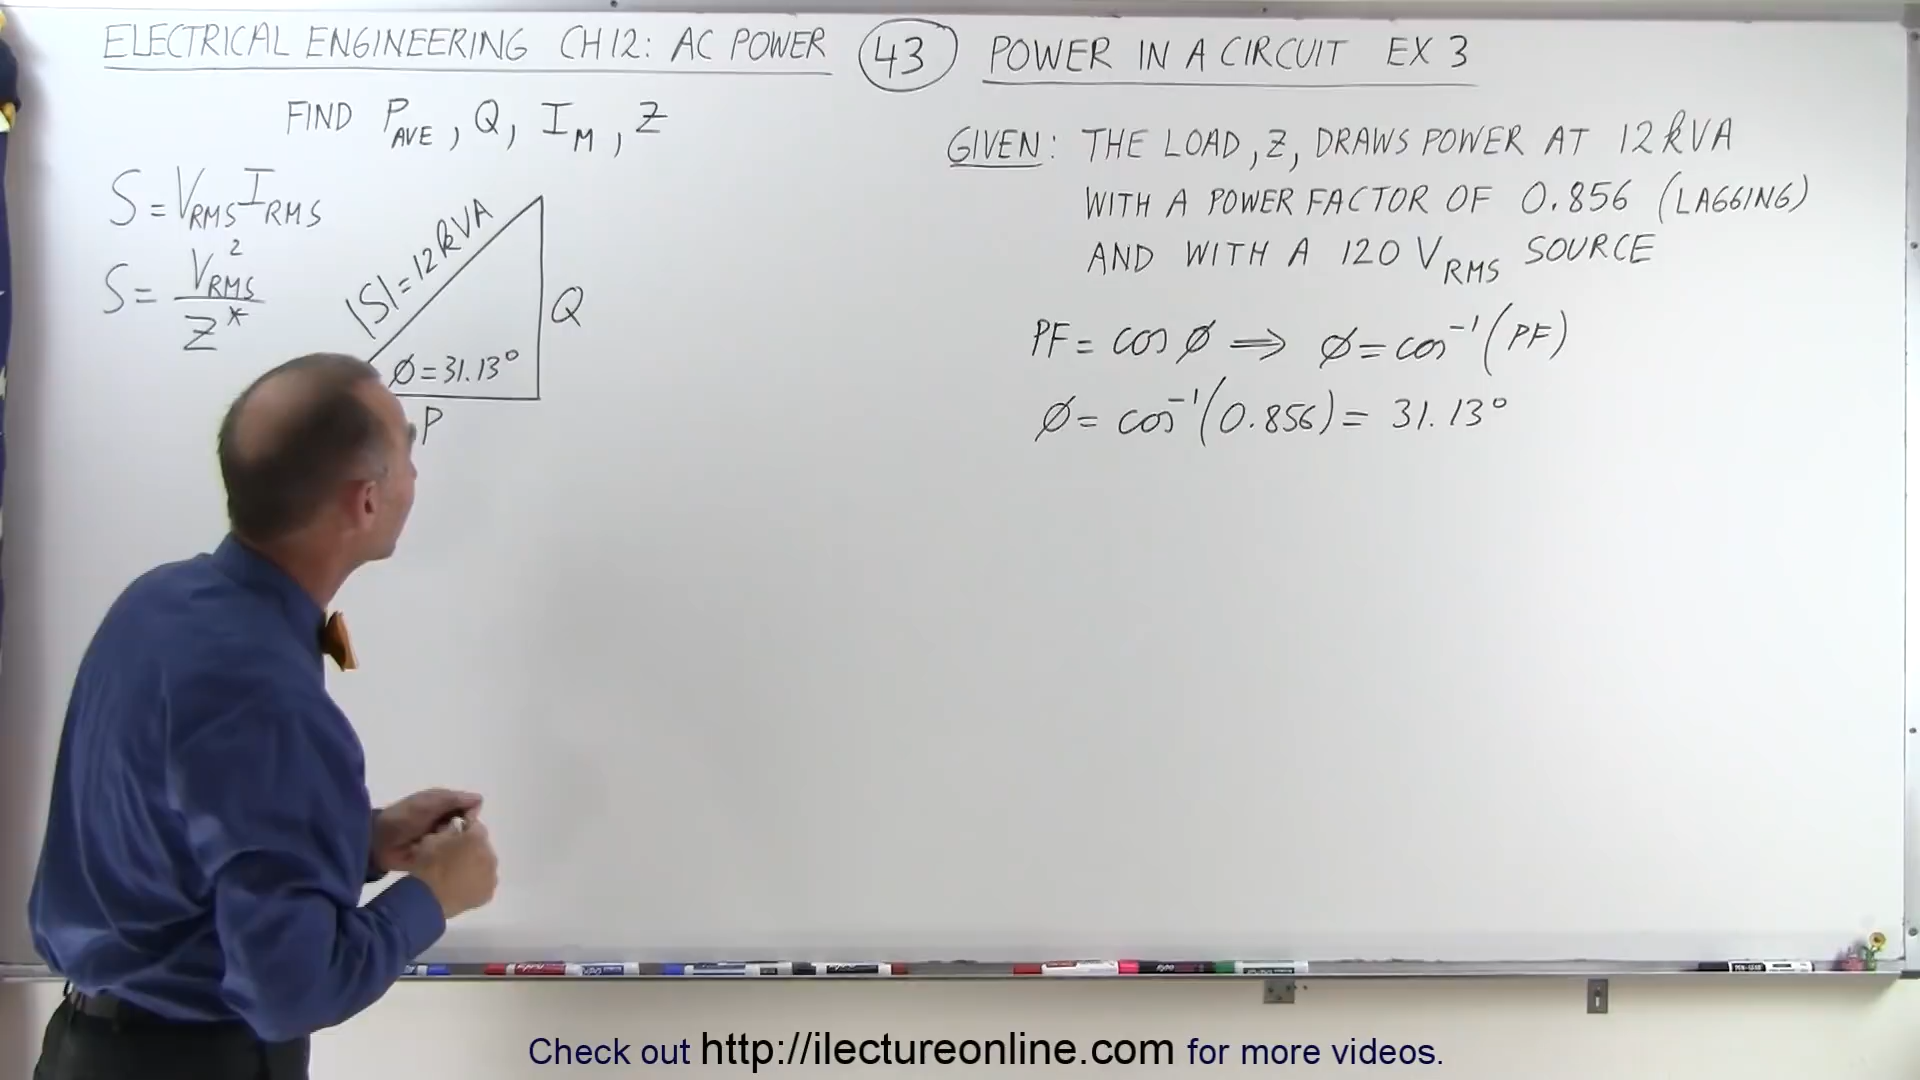 ELECTRICAL ENGINEERING CH12: AC POWER 43 POWER IN A CIRCUIT EX 3
FIND P_AVE, Q, I_M, Z
S = V_RMS I_RMS
S = V_RMS² / Z*
|S| = 12 kVA
Q
ø = 31.13°
P
GIVEN: THE LOAD, Z, DRAWS POWER AT 12 kVA
WITH A POWER FACTOR OF 0.856 (LAGGING)
AND WITH A 120 V_RMS SOURCE
PF = cos ø ⟹ ø = cos⁻¹(PF)
ø = cos⁻¹(0.856) = 31.13°
Check out http://ilectureonline.com for more videos.